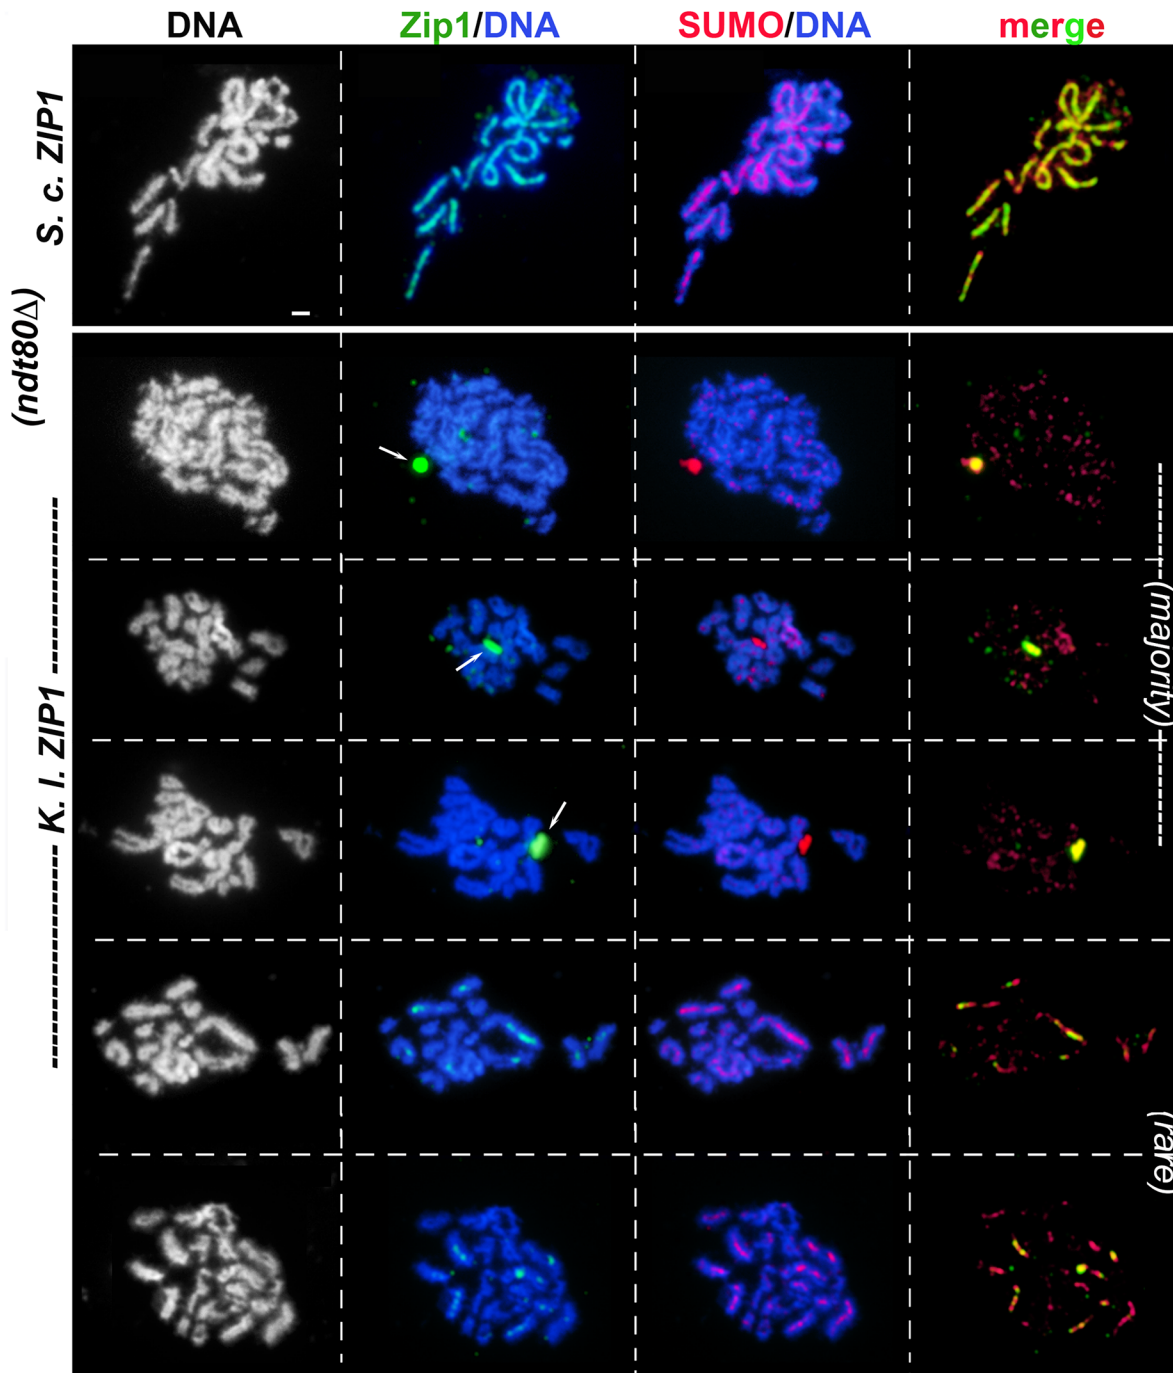 DNA
Zip1/DNA
SUMO/DNA
merge
S. c. ZIP1
(ndt80Δ)
K. l. ZIP1
(majority)
(rare)